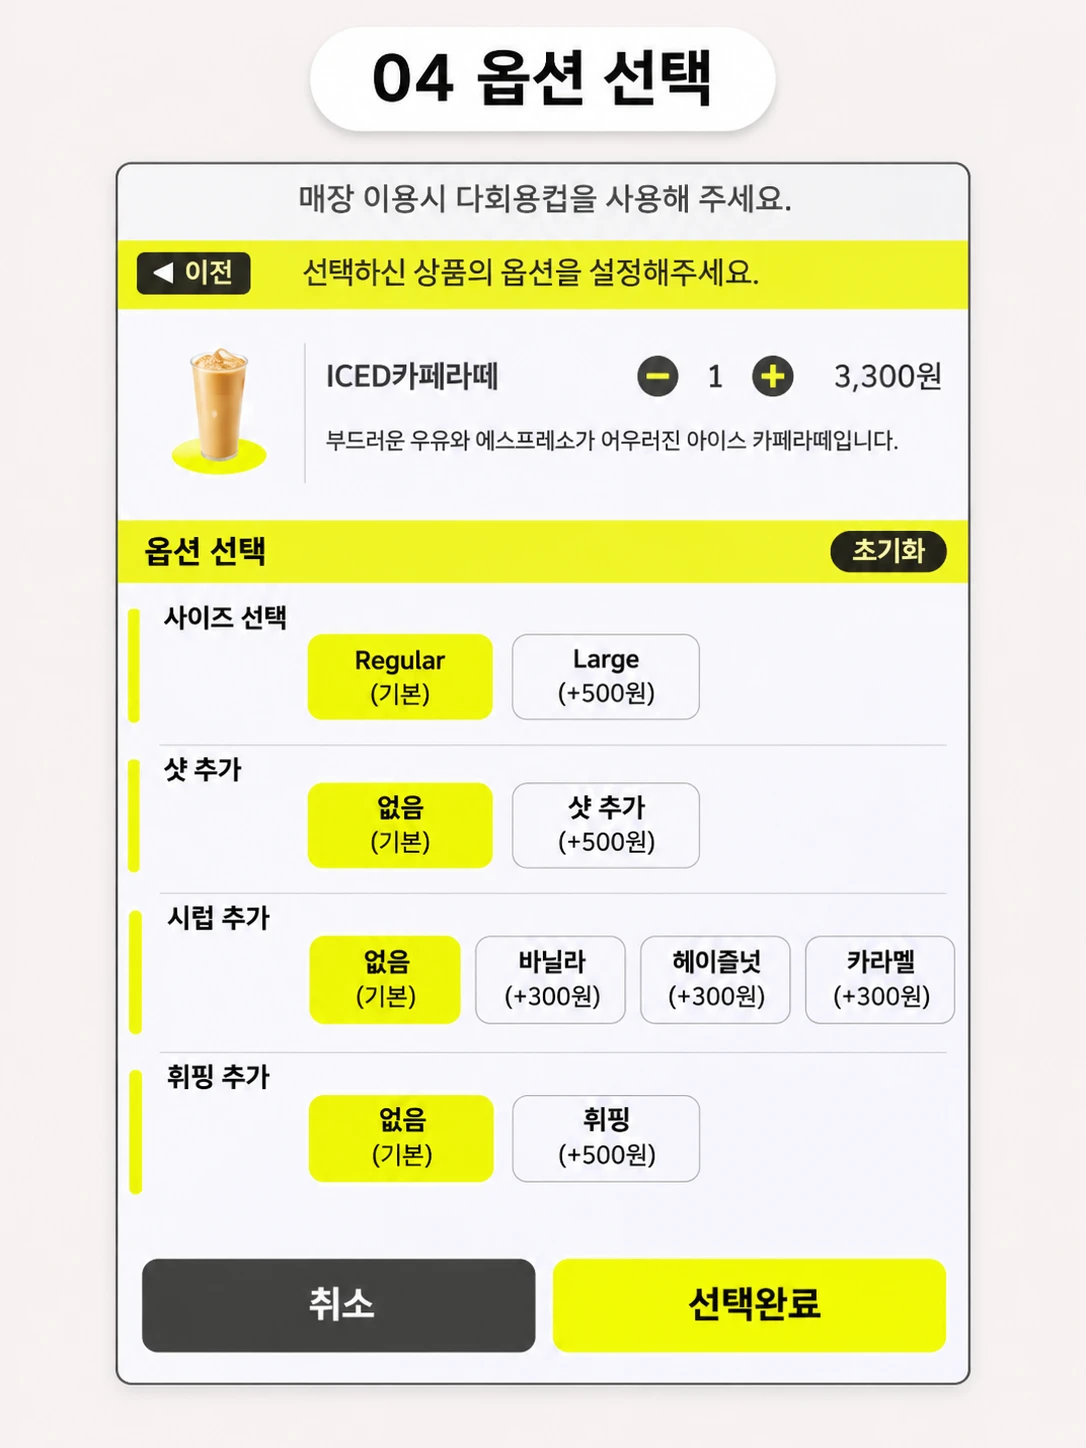 04 옵션 선택
매장 이용시 다회용컵을 사용해 주세요.
◀ 이전 선택하신 상품의 옵션을 설정해주세요.
ICED카페라떼 − 1 + 3,300원
부드러운 우유와 에스프레소가 어우러진 아이스 카페라떼입니다.
옵션 선택 초기화
사이즈 선택
Regular Large
(기본) (+500원)
샷 추가
없음 샷 추가
(기본) (+500원)
시럽 추가
없음 바닐라 헤이즐넛 카라멜
(기본) (+300원) (+300원) (+300원)
휘핑 추가
없음 휘핑
(기본) (+500원)
취소 선택완료